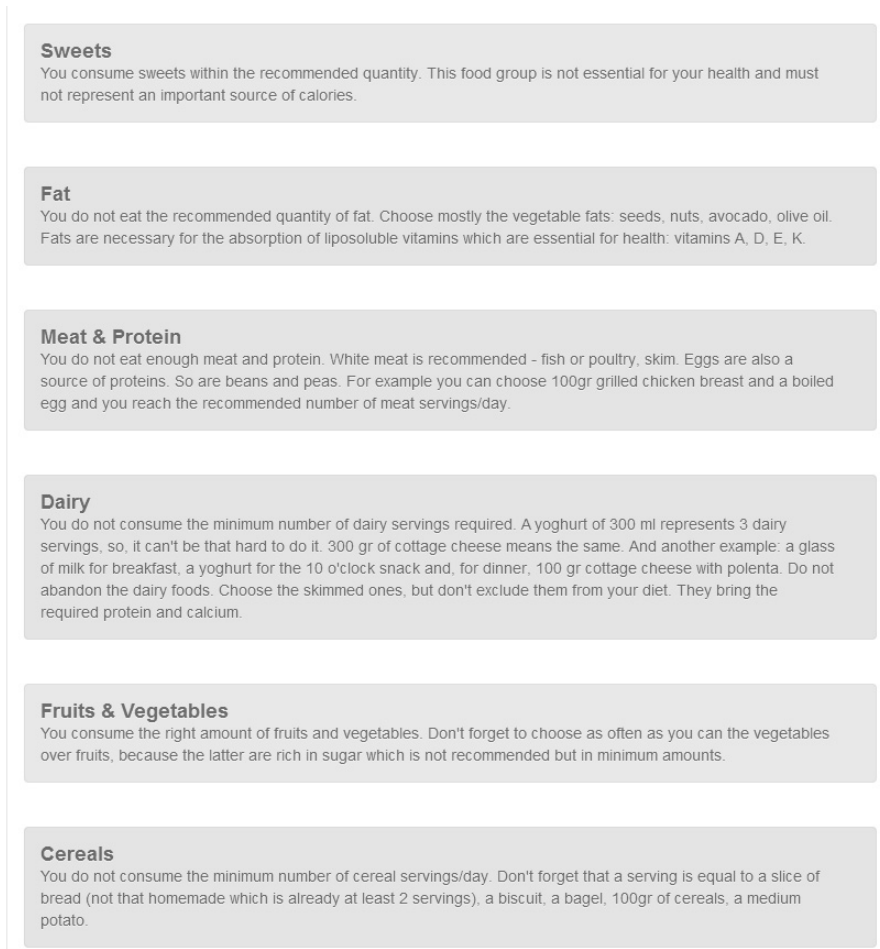 Sweets
You consume sweets within the recommended quantity. This food group is not essential for your health and must
not represent an important source of calories.
Fat
You do not eat the recommended quantity of fat. Choose mostly the vegetable fats: seeds, nuts, avocado, olive oil.
Fats are necessary for the absorption of liposoluble vitamins which are essential for health: vitamins A, D, E, K.
Meat & Protein
You do not eat enough meat and protein. White meat is recommended - fish or poultry, skim. Eggs are also a
source of proteins. So are beans and peas. For example you can choose 100gr grilled chicken breast and a boiled
egg and you reach the recommended number of meat servings/day.
Dairy
You do not consume the minimum number of dairy servings required. A yoghurt of 300 ml represents 3 dairy
servings, so, it can't be that hard to do it. 300 gr of cottage cheese means the same. And another example: a glass
of milk for breakfast, a yoghurt for the 10 o'clock snack and, for dinner, 100 gr cottage cheese with polenta. Do not
abandon the dairy foods. Choose the skimmed ones, but don't exclude them from your diet. They bring the
required protein and calcium.
Fruits & Vegetables
You consume the right amount of fruits and vegetables. Don't forget to choose as often as you can the vegetables
over fruits, because the latter are rich in sugar which is not recommended but in minimum amounts.
Cereals
You do not consume the minimum number of cereal servings/day. Don't forget that a serving is equal to a slice of
bread (not that homemade which is already at least 2 servings), a biscuit, a bagel, 100gr of cereals, a medium
potato.